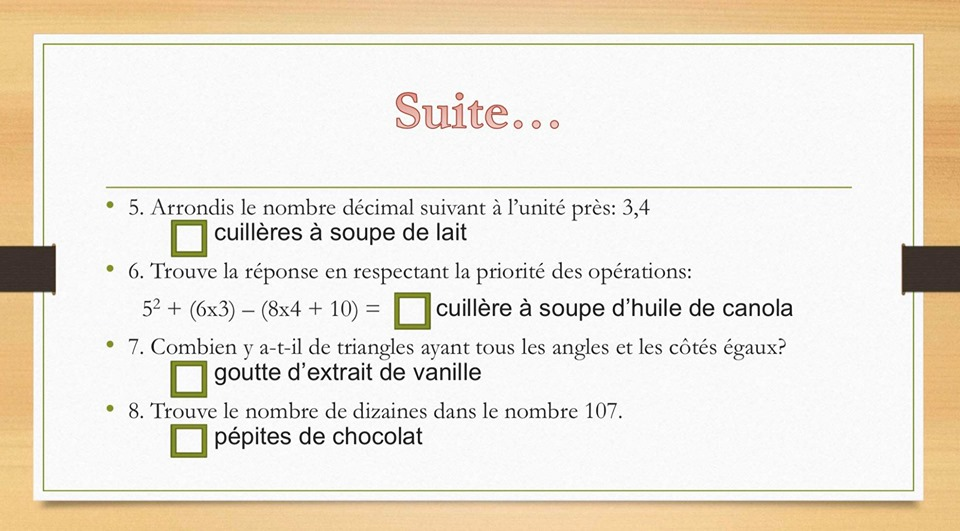 Suite…
• 5. Arrondis le nombre décimal suivant à l’unité près: 3,4
cuillères à soupe de lait
• 6. Trouve la réponse en respectant la priorité des opérations:
5² + (6x3) – (8x4 + 10) = cuillère à soupe d’huile de canola
• 7. Combien y a-t-il de triangles ayant tous les angles et les côtés égaux?
goutte d’extrait de vanille
• 8. Trouve le nombre de dizaines dans le nombre 107.
pépites de chocolat